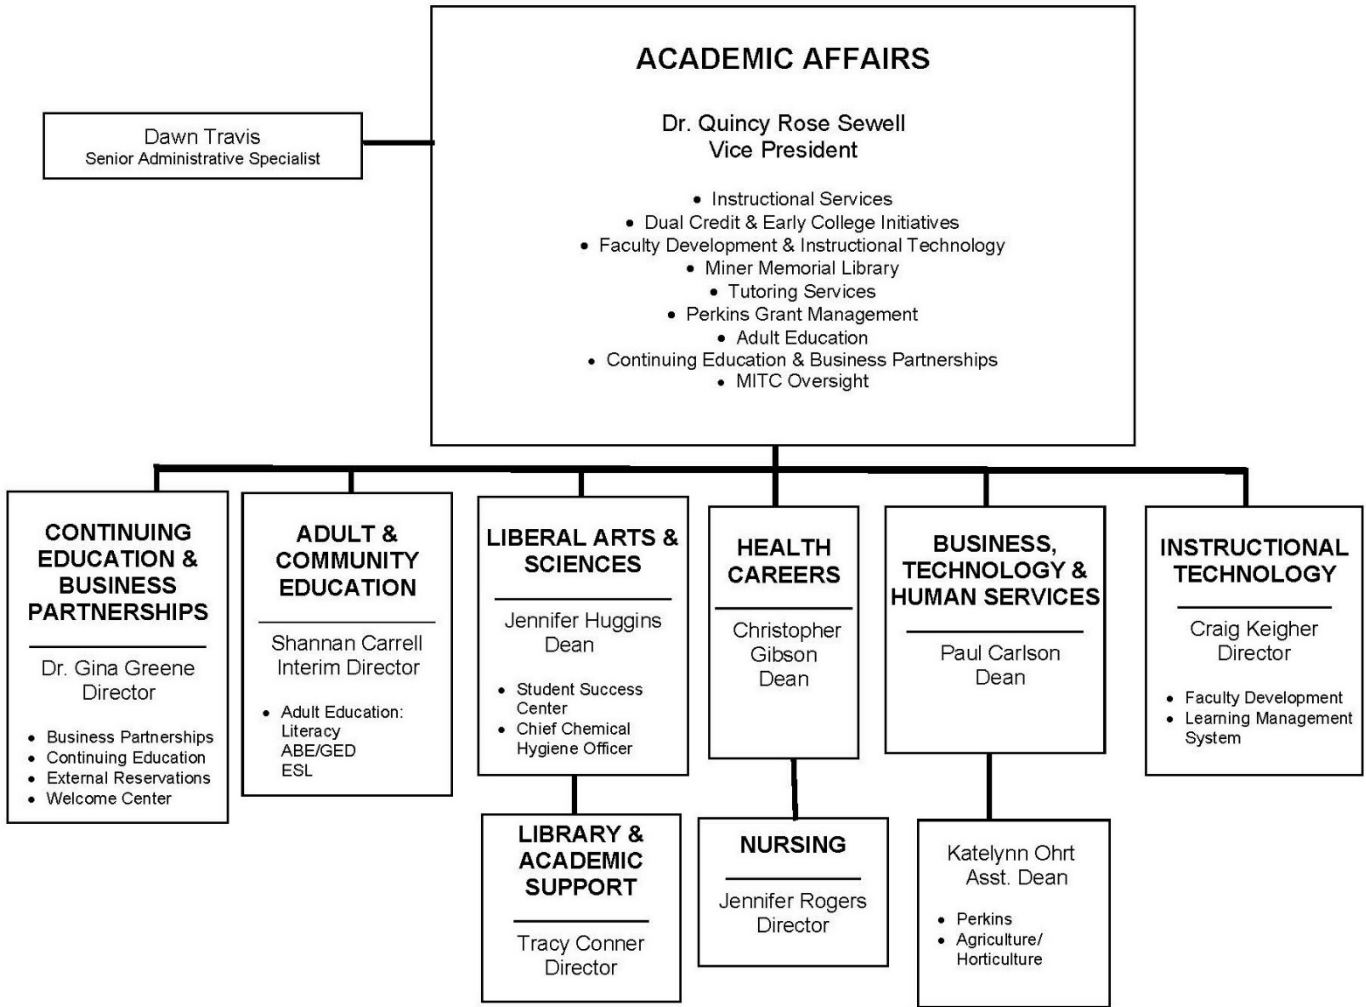 ACADEMIC AFFAIRS
Dr. Quincy Rose Sewell
Vice President
• Instructional Services
• Dual Credit & Early College Initiatives
• Faculty Development & Instructional Technology
• Miner Memorial Library
• Tutoring Services
• Perkins Grant Management
• Adult Education
• Continuing Education & Business Partnerships
• MITC Oversight
Dawn Travis
Senior Administrative Specialist
CONTINUING
EDUCATION &
BUSINESS
PARTNERSHIPS
Dr. Gina Greene
Director
• Business Partnerships
• Continuing Education
• External Reservations
• Welcome Center
ADULT &
COMMUNITY
EDUCATION
Shannan Carrell
Interim Director
• Adult Education:
Literacy
ABE/GED
ESL
LIBERAL ARTS &
SCIENCES
Jennifer Huggins
Dean
• Student Success
Center
• Chief Chemical
Hygiene Officer
HEALTH
CAREERS
Christopher
Gibson
Dean
BUSINESS,
TECHNOLOGY &
HUMAN SERVICES
Paul Carlson
Dean
INSTRUCTIONAL
TECHNOLOGY
Craig Keigher
Director
• Faculty Development
• Learning Management
System
LIBRARY &
ACADEMIC
SUPPORT
Tracy Conner
Director
NURSING
Jennifer Rogers
Director
Katelynn Ohrt
Asst. Dean
• Perkins
• Agriculture/
Horticulture